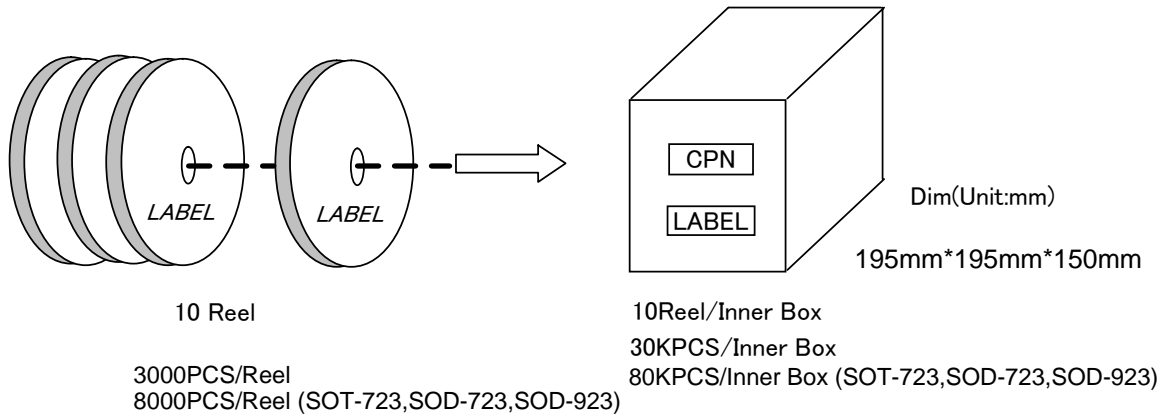 LABEL
LABEL
CPN
LABEL
Dim(Unit:mm)
195mm*195mm*150mm
10 Reel
3000PCS/Reel
8000PCS/Reel (SOT-723,SOD-723,SOD-923)
10Reel/Inner Box
30KPCS/Inner Box
80KPCS/Inner Box (SOT-723,SOD-723,SOD-923)